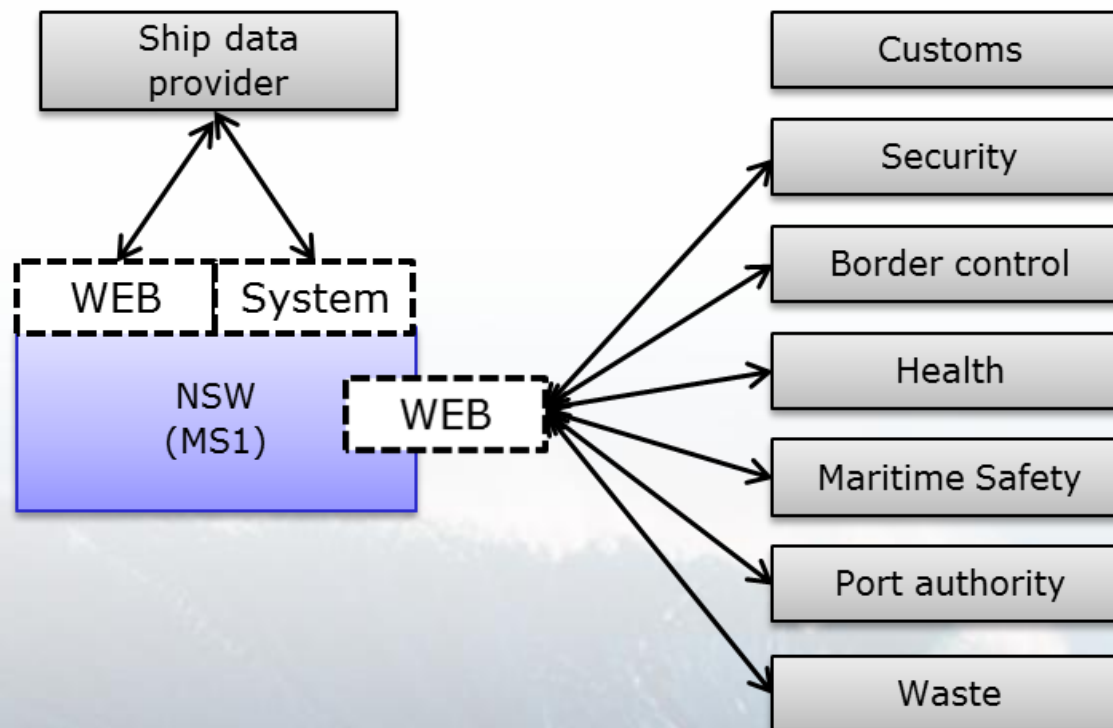 Ship data
provider
WEB
System
NSW
(MS1)
WEB
Customs
Security
Border control
Health
Maritime Safety
Port authority
Waste